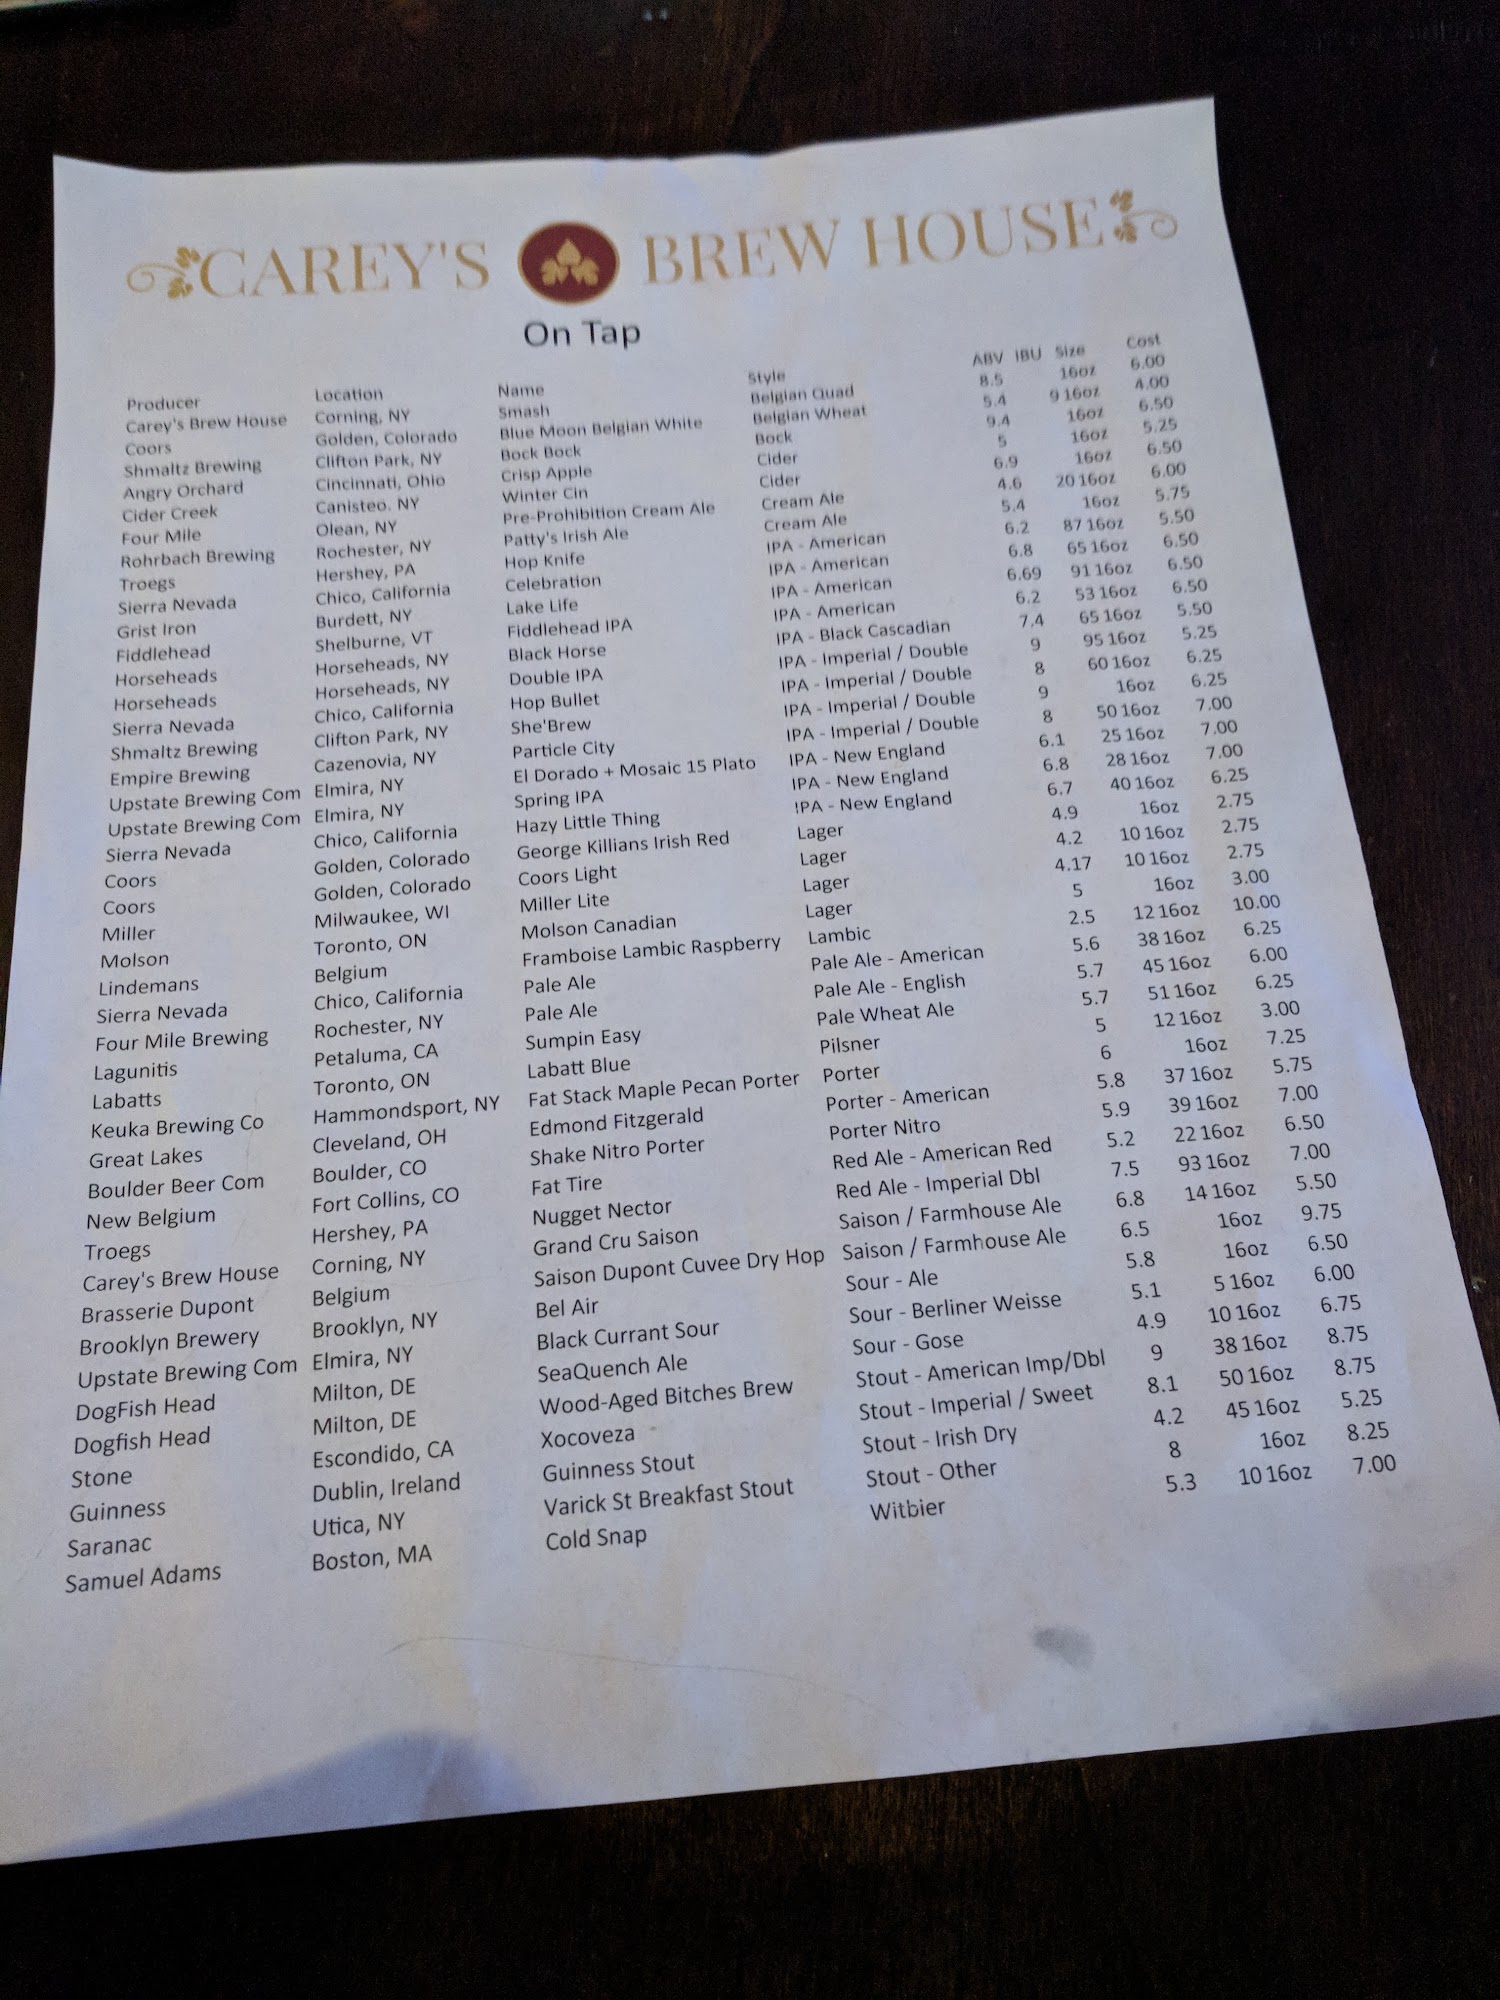 CAREY'S BREW HOUSE
On Tap
Producer Location Name Style ABV IBU Size Cost
Carey's Brew House Corning, NY Smash Belgian Quad 8.5 16oz 6.00
Coors Golden, Colorado Blue Moon Belgian White Belgian Wheat 5.4 9 16oz 4.00
Shmaltz Brewing Clifton Park, NY Bock Bock Bock 9.4 16oz 6.50
Angry Orchard Cincinnati, Ohio Crisp Apple Cider 5 16oz 5.25
Cider Creek Canisteo. NY Winter Cin Cider 6.9 16oz 6.50
Four Mile Olean, NY Pre-Prohibition Cream Ale Cream Ale 4.6 20 16oz 6.00
Rohrbach Brewing Rochester, NY Patty's Irish Ale Cream Ale 5.4 16oz 5.75
Troegs Hershey, PA Hop Knife IPA - American 6.2 87 16oz 5.50
Sierra Nevada Chico, California Celebration IPA - American 6.8 65 16oz 6.50
Grist Iron Burdett, NY Lake Life IPA - American 6.69 91 16oz 6.50
Fiddlehead Shelburne, VT Fiddlehead IPA IPA - American 6.2 53 16oz 6.50
Horseheads Horseheads, NY Black Horse IPA - Black Cascadian 7.4 65 16oz 5.50
Horseheads Horseheads, NY Double IPA IPA - Imperial / Double 9 95 16oz 5.25
Sierra Nevada Chico, California Hop Bullet IPA - Imperial / Double 8 60 16oz 6.25
Shmaltz Brewing Clifton Park, NY She'Brew IPA - Imperial / Double 9 16oz 6.25
Empire Brewing Cazenovia, NY Particle City IPA - Imperial / Double 8 50 16oz 7.00
Upstate Brewing Com Elmira, NY El Dorado + Mosaic 15 Plato IPA - New England 6.1 25 16oz 7.00
Upstate Brewing Com Elmira, NY Spring IPA IPA - New England 6.8 28 16oz 7.00
Sierra Nevada Chico, California Hazy Little Thing IPA - New England 6.7 40 16oz 6.25
Coors Golden, Colorado George Killians Irish Red Lager 4.9 16oz 2.75
Coors Golden, Colorado Coors Light Lager 4.2 10 16oz 2.75
Miller Milwaukee, WI Miller Lite Lager 4.17 10 16oz 2.75
Molson Toronto, ON Molson Canadian Lager 5 16oz 3.00
Lindemans Belgium Framboise Lambic Raspberry Lambic 2.5 12 16oz 10.00
Sierra Nevada Chico, California Pale Ale Pale Ale - American 5.6 38 16oz 6.25
Four Mile Brewing Rochester, NY Pale Ale Pale Ale - English 5.7 45 16oz 6.00
Lagunitis Petaluma, CA Sumpin Easy Pale Wheat Ale 5.7 51 16oz 6.25
Labatts Toronto, ON Labatt Blue Pilsner 5 12 16oz 3.00
Keuka Brewing Co Hammondsport, NY Fat Stack Maple Pecan Porter Porter 6 16oz 7.25
Great Lakes Cleveland, OH Edmond Fitzgerald Porter - American 5.8 37 16oz 5.75
Boulder Beer Com Boulder, CO Shake Nitro Porter Porter Nitro 5.9 39 16oz 7.00
New Belgium Fort Collins, CO Fat Tire Red Ale - American Red 5.2 22 16oz 6.50
Troegs Hershey, PA Nugget Nector Red Ale - Imperial Dbl 7.5 93 16oz 7.00
Carey's Brew House Corning, NY Grand Cru Saison Saison / Farmhouse Ale 6.8 14 16oz 5.50
Brasserie Dupont Belgium Saison Dupont Cuvee Dry Hop Saison / Farmhouse Ale 6.5 16oz 9.75
Brooklyn Brewery Brooklyn, NY Bel Air Sour - Ale 5.8 16oz 6.50
Upstate Brewing Com Elmira, NY Black Currant Sour Sour - Berliner Weisse 5.1 5 16oz 6.00
DogFish Head Milton, DE SeaQuench Ale Sour - Gose 4.9 10 16oz 6.75
Dogfish Head Milton, DE Wood-Aged Bitches Brew Stout - American Imp/Dbl 9 38 16oz 8.75
Stone Escondido, CA Xocoveza Stout - Imperial / Sweet 8.1 50 16oz 8.75
Guinness Dublin, Ireland Guinness Stout Stout - Irish Dry 4.2 45 16oz 5.25
Saranac Utica, NY Varick St Breakfast Stout Stout - Other 8 16oz 8.25
Samuel Adams Boston, MA Cold Snap Witbier 5.3 10 16oz 7.00